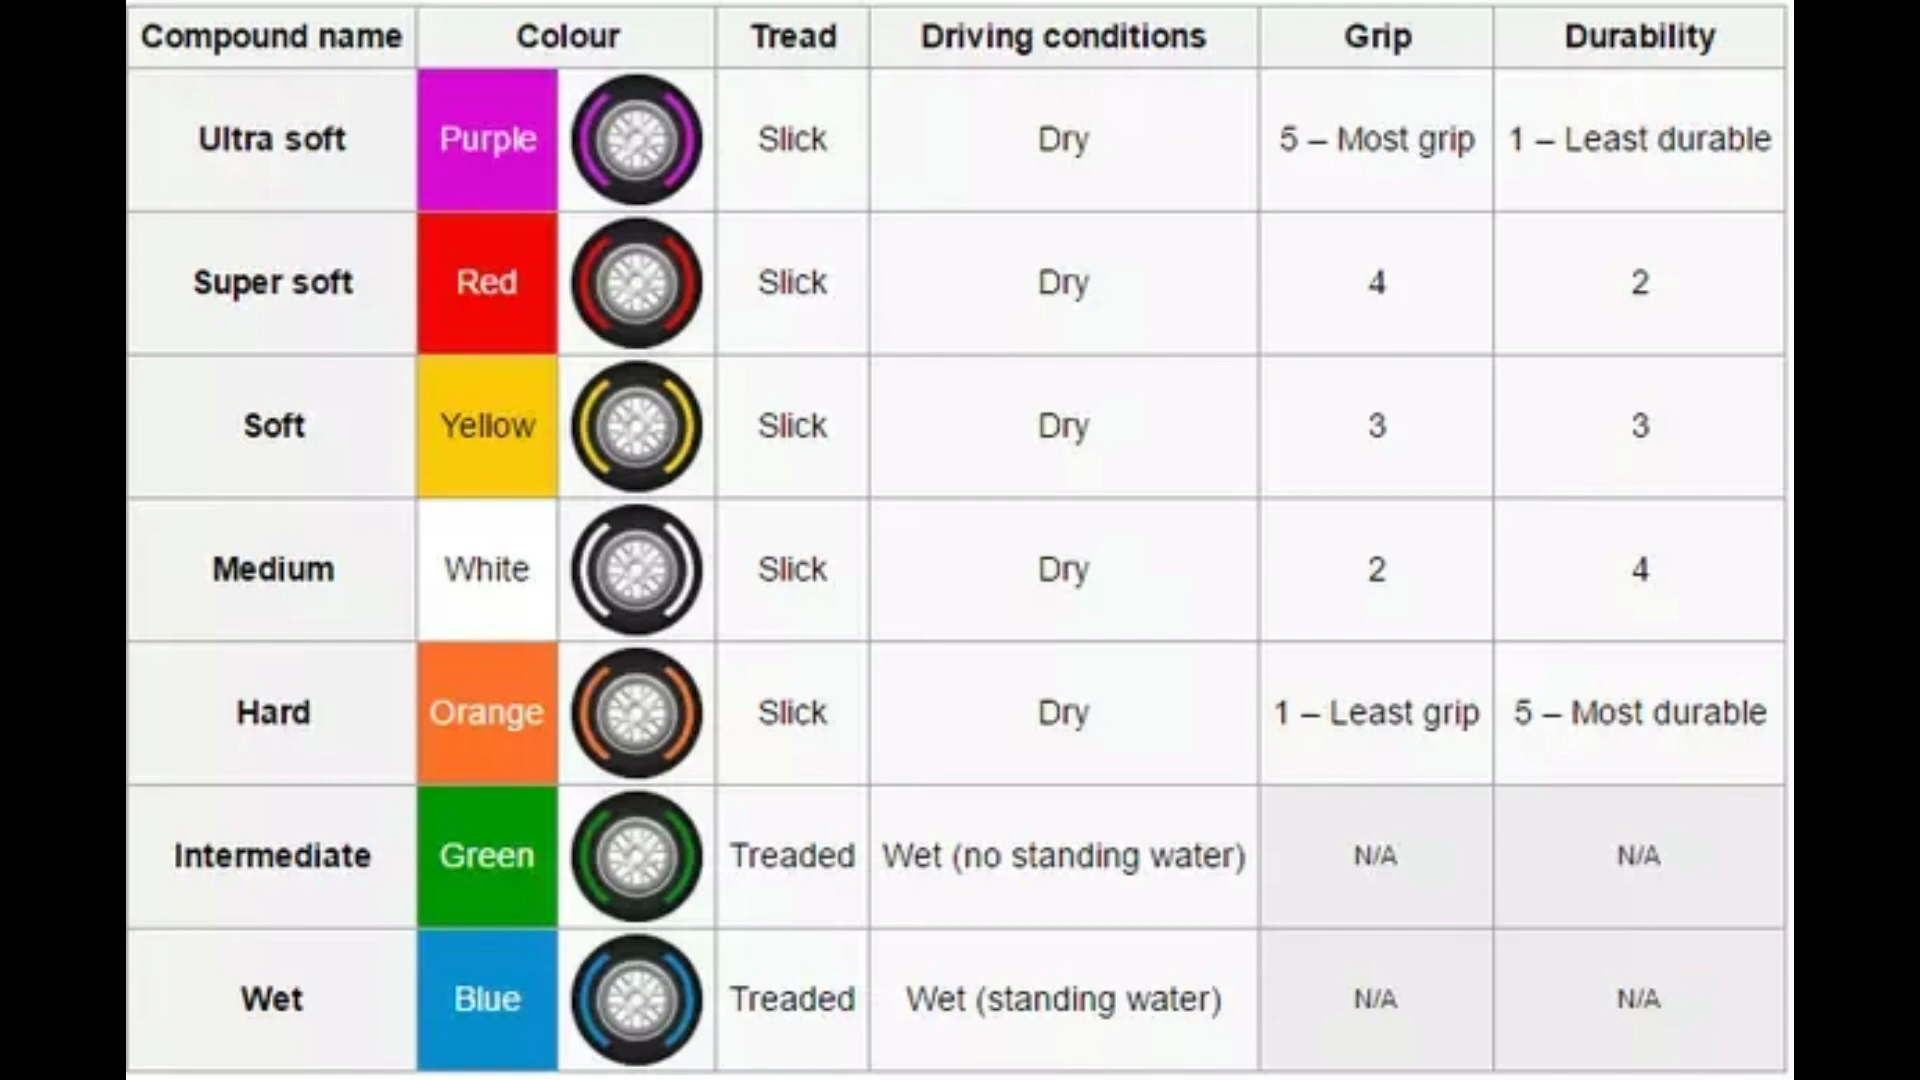 Compound name Colour Tread Driving conditions Grip Durability
Ultra soft Purple Slick Dry 5 – Most grip 1 – Least durable
Super soft Red Slick Dry 4 2
Soft Yellow Slick Dry 3 3
Medium White Slick Dry 2 4
Hard Orange Slick Dry 1 – Least grip 5 – Most durable
Intermediate Green Treaded Wet (no standing water) N/A N/A
Wet Blue Treaded Wet (standing water) N/A N/A